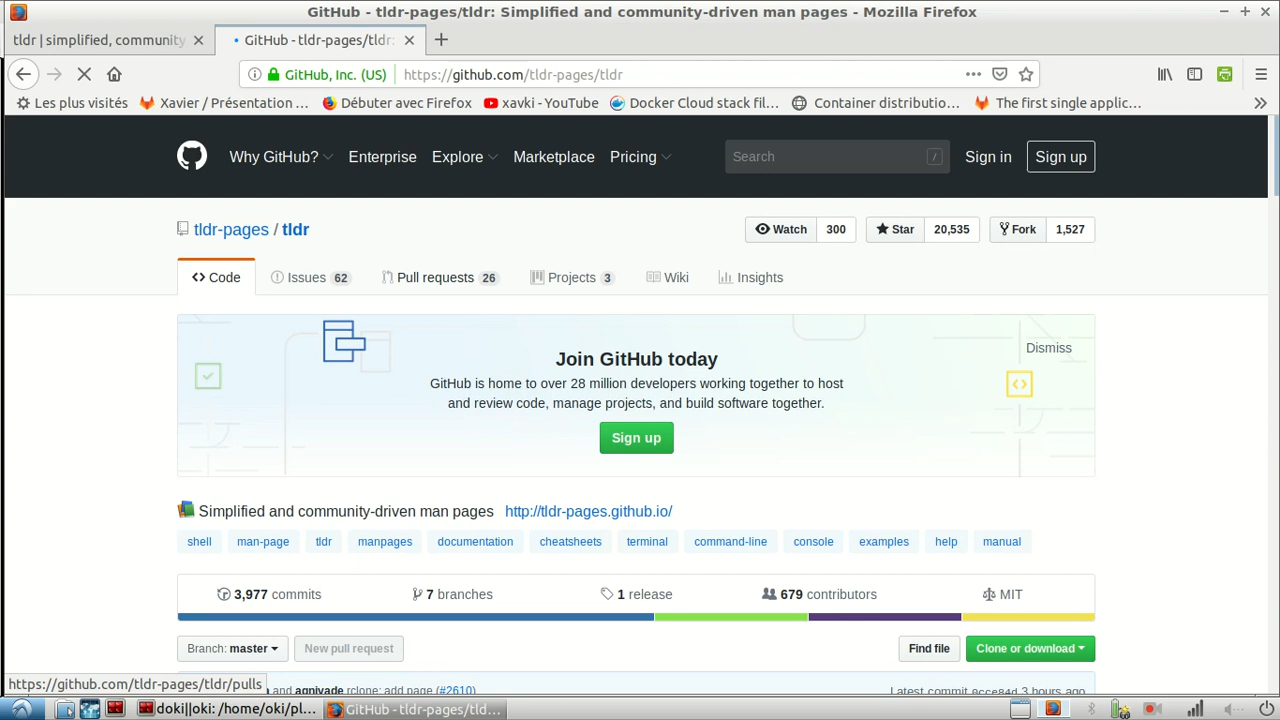 GitHub - tldr-pages/tldr: Simplified and community-driven man pages - Mozilla Firefox
tldr | simplified, community
GitHub - tldr-pages/tldr:
GitHub, Inc. (US)
https://github.com/tldr-pages/tldr
Les plus visités
Xavier / Présentation ...
Débuter avec Firefox
xavki - YouTube
Docker Cloud stack fil...
Container distributio...
The first single applic...
Why GitHub?
Enterprise
Explore
Marketplace
Pricing
Search
/
Sign in
Sign up
tldr-pages / tldr
Watch 300
Star 20,535
Fork 1,527
Code
Issues 62
Pull requests 26
Projects 3
Wiki
Insights
Join GitHub today
Dismiss
GitHub is home to over 28 million developers working together to host
and review code, manage projects, and build software together.
Sign up
Simplified and community-driven man pages http://tldr-pages.github.io/
shell man-page tldr manpages documentation cheatsheets terminal command-line console examples help manual
3,977 commits
7 branches
1 release
679 contributors
MIT
Branch: master
New pull request
Find file
Clone or download
https://github.com/tldr-pages/tldr/pulls
and agnivade rclone: add page (#2610)
Latest commit 0cce84d 3 hours ago
doki||oki: /home/oki/pl...
GitHub - tldr-pages/tld...